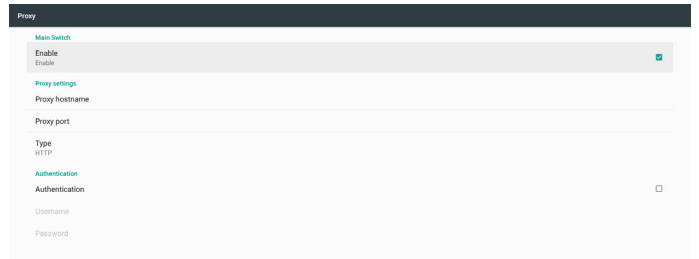 Proxy
Main Switch
Enable
Enable
Proxy settings
Proxy hostname
Proxy port
Type
HTTP
Authentication
Authentication
Username
Password